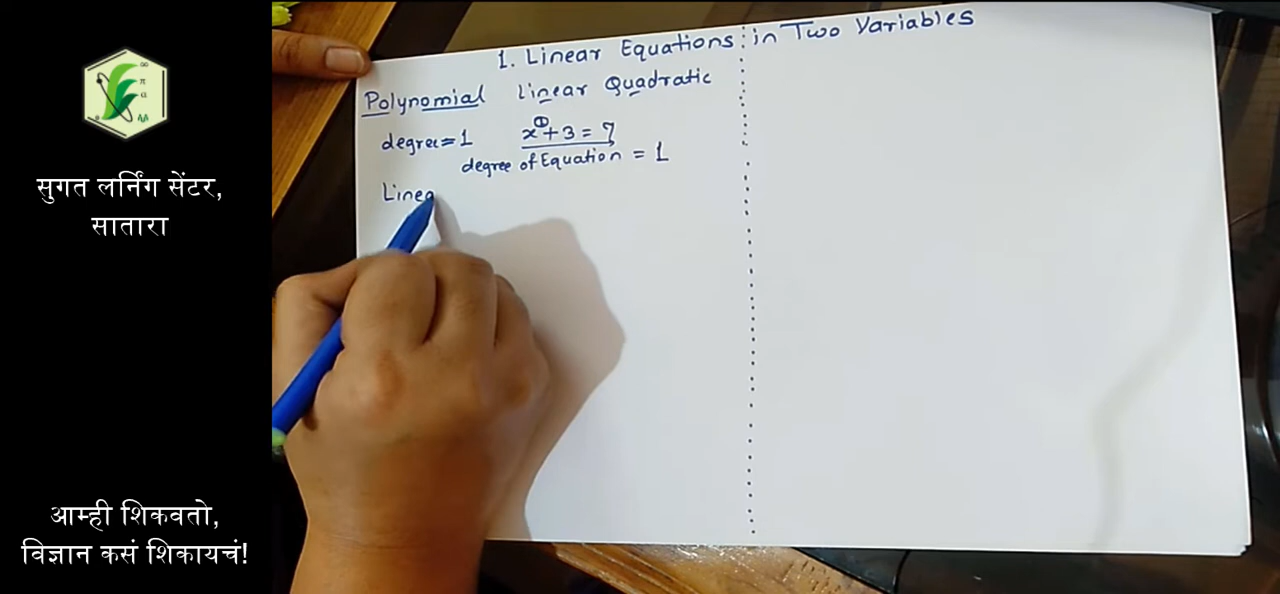 सुगत लर्निंग सेंटर,
सातारा
आम्ही शिकवतो,
विज्ञान कसं शिकायचं!
1. Linear Equations in Two Variables
Polynomial linear Quadratic
degree = 1 x¹ + 3 = 7
degree of Equation = 1
Linea